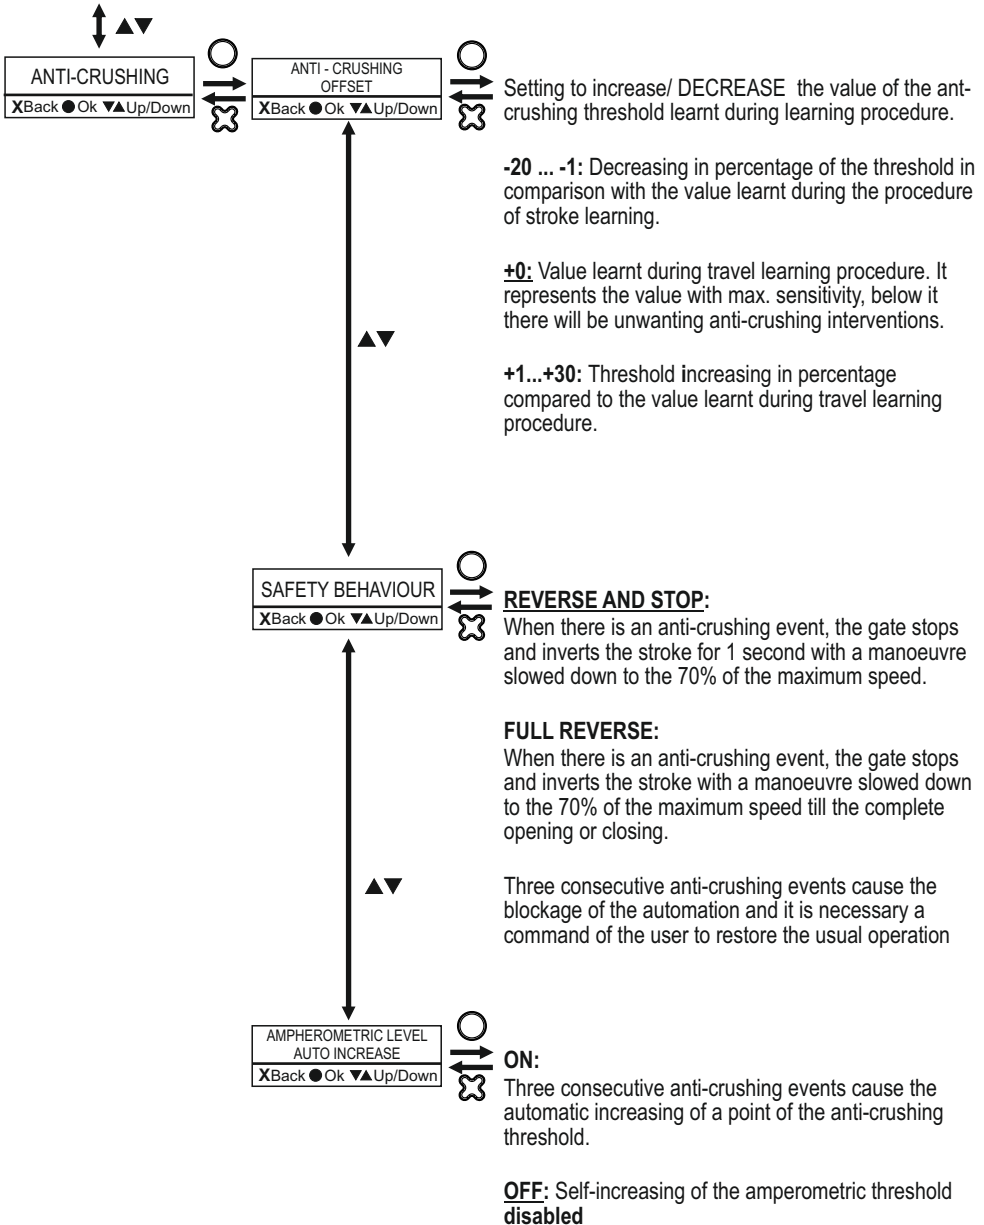 ▲▼
ANTI-CRUSHING
XBack ●Ok ▼▲Up/Down
ANTI - CRUSHING
OFFSET
XBack ●Ok ▼▲Up/Down
Setting to increase/ DECREASE the value of the ant-
crushing threshold learnt during learning procedure.
-20 ... -1: Decreasing in percentage of the threshold in
comparison with the value learnt during the procedure
of stroke learning.
+0: Value learnt during travel learning procedure. It
represents the value with max. sensitivity, below it
there will be unwanting anti-crushing interventions.
▲▼
+1...+30: Threshold increasing in percentage
compared to the value learnt during travel learning
procedure.
SAFETY BEHAVIOUR
XBack ●Ok ▼▲Up/Down
REVERSE AND STOP:
When there is an anti-crushing event, the gate stops
and inverts the stroke for 1 second with a manoeuvre
slowed down to the 70% of the maximum speed.
FULL REVERSE:
When there is an anti-crushing event, the gate stops
and inverts the stroke with a manoeuvre slowed down
to the 70% of the maximum speed till the complete
opening or closing.
▲▼
Three consecutive anti-crushing events cause the
blockage of the automation and it is necessary a
command of the user to restore the usual operation
AMPHEROMETRIC LEVEL
AUTO INCREASE
XBack ●Ok ▼▲Up/Down
ON:
Three consecutive anti-crushing events cause the
automatic increasing of a point of the anti-crushing
threshold.
OFF: Self-increasing of the amperometric threshold
disabled